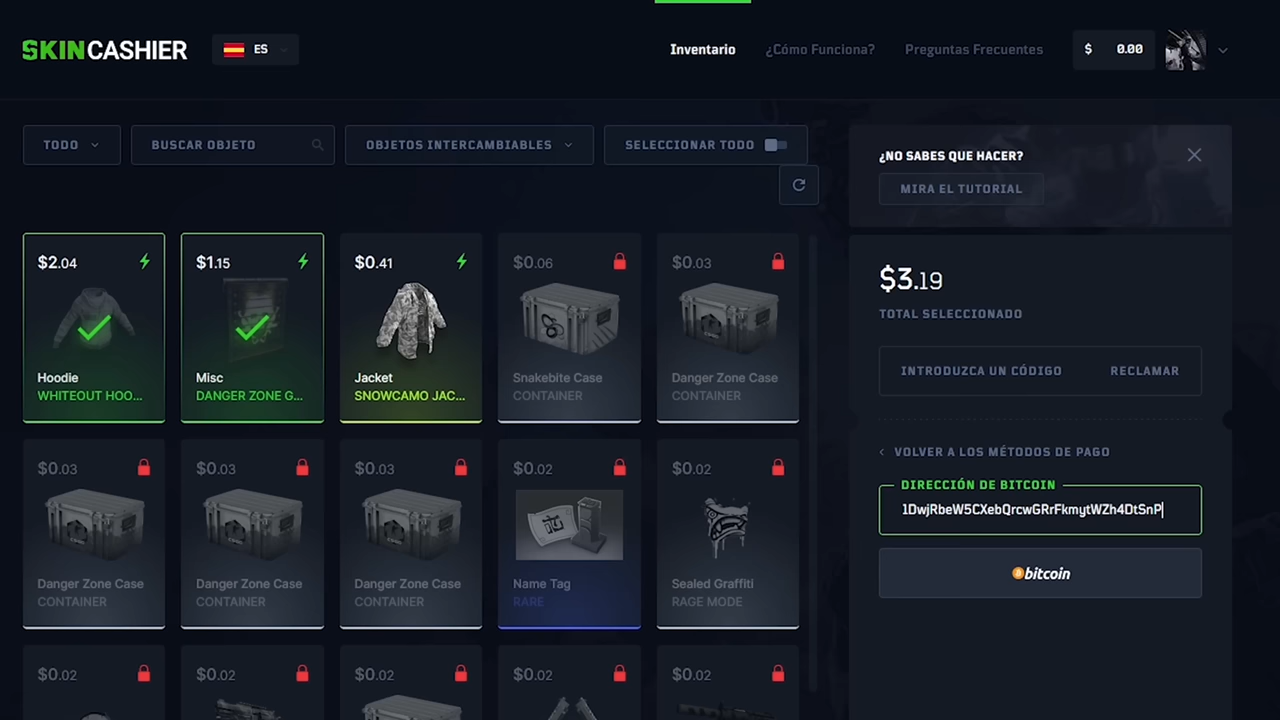 SKINCASHIER
ES
Inventario
¿Cómo Funciona?
Preguntas Frecuentes
$ 0.00
TODO
BUSCAR OBJETO
OBJETOS INTERCAMBIABLES
SELECCIONAR TODO
¿NO SABES QUE HACER?
MIRA EL TUTORIAL
$2.04
Hoodie
WHITEOUT HOO...
$1.15
Misc
DANGER ZONE G...
$0.41
Jacket
SNOWCAMO JAC...
$0.06
Snakebite Case
CONTAINER
$0.03
Danger Zone Case
CONTAINER
$0.03
Danger Zone Case
CONTAINER
$0.03
Danger Zone Case
CONTAINER
$0.03
Danger Zone Case
CONTAINER
$0.02
Name Tag
RARE
$0.02
Sealed Graffiti
RAGE MODE
$0.02
$0.02
$0.02
$0.02
$0.02
$3.19
TOTAL SELECCIONADO
INTRODUZCA UN CÓDIGO
RECLAMAR
VOLVER A LOS MÉTODOS DE PAGO
DIRECCIÓN DE BITCOIN
1DwjRbeW5CXebQrcwGRrFkmytWZh4DtSnP
bitcoin